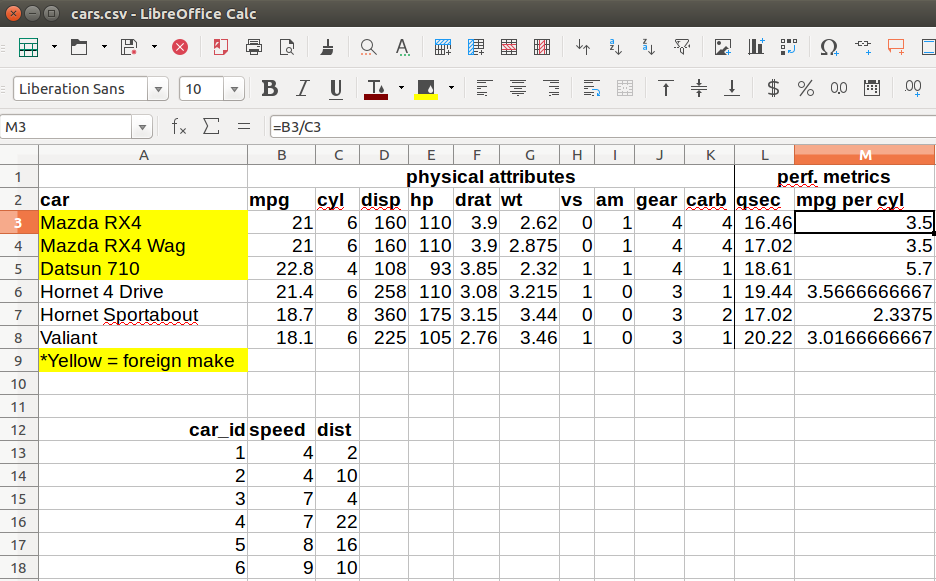 cars.csv - LibreOffice Calc
Liberation Sans 10 B I U $ % 0,0 .00
M3 =B3/C3
A B C D E F G H I J K L M
1 physical attributes perf. metrics
2 car mpg cyl disp hp drat wt vs am gear carb qsec mpg per cyl
3 Mazda RX4 21 6 160 110 3.9 2.62 0 1 4 4 16.46 3.5
4 Mazda RX4 Wag 21 6 160 110 3.9 2.875 0 1 4 4 17.02 3.5
5 Datsun 710 22.8 4 108 93 3.85 2.32 1 1 4 1 18.61 5.7
6 Hornet 4 Drive 21.4 6 258 110 3.08 3.215 1 0 3 1 19.44 3.5666666667
7 Hornet Sportabout 18.7 8 360 175 3.15 3.44 0 0 3 2 17.02 2.3375
8 Valiant 18.1 6 225 105 2.76 3.46 1 0 3 1 20.22 3.0166666667
9 *Yellow = foreign make
10
11
12 car_id speed dist
13 1 4 2
14 2 4 10
15 3 7 4
16 4 7 22
17 5 8 16
18 6 9 10